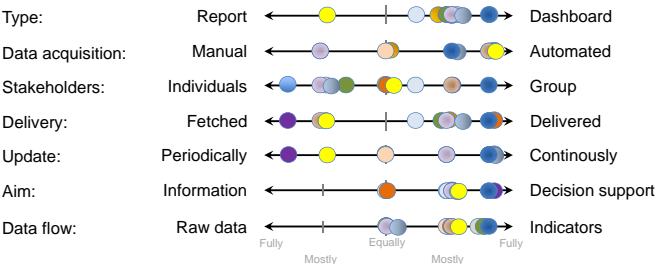 Type: Report Dashboard
Data acquisition: Manual Automated
Stakeholders: Individuals Group
Delivery: Fetched Delivered
Update: Periodically Continously
Aim: Information Decision support
Data flow: Raw data Indicators
Fully Equally Fully
Mostly Mostly